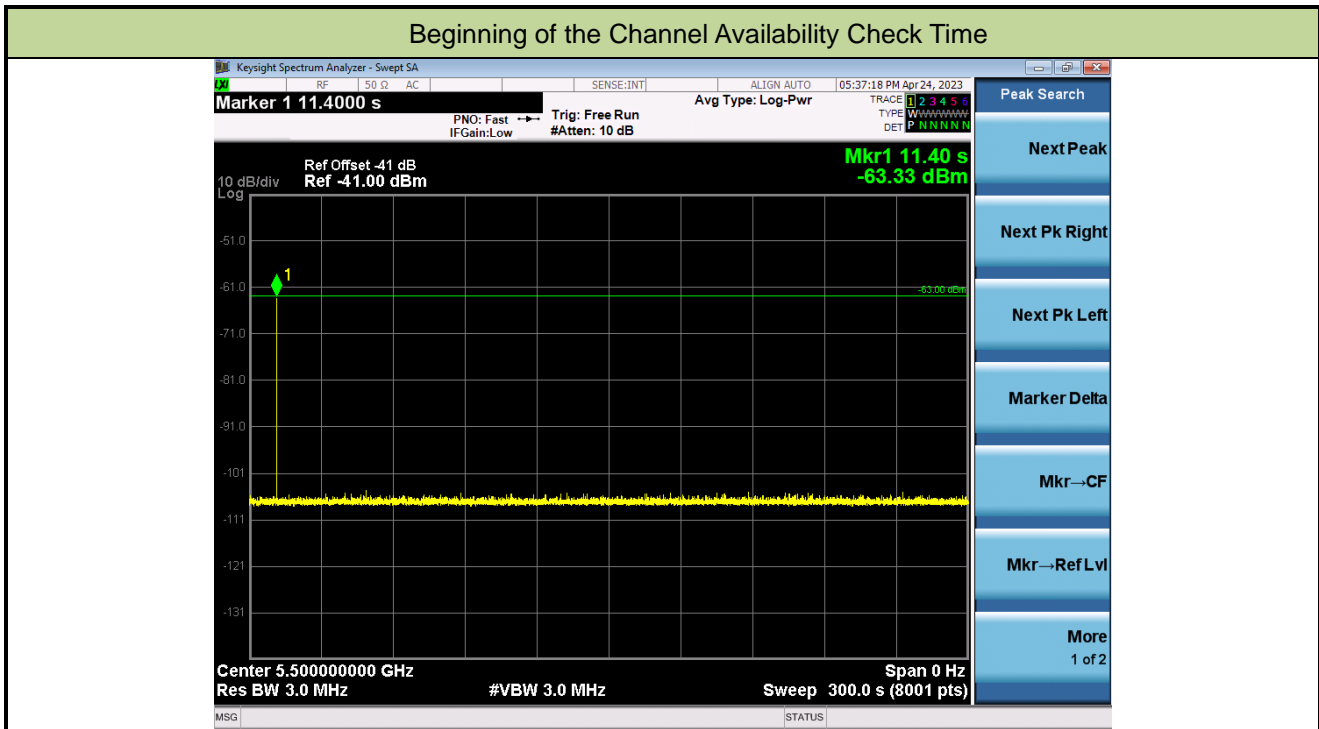 Beginning of the Channel Availability Check Time
Keysight Spectrum Analyzer - Swept SA
LXI RF 50 Ω AC SENSE:INT ALIGN AUTO 05:37:18 PM Apr 24, 2023
Marker 1 11.4000 s
PNO: Fast
IFGain:Low
Trig: Free Run
#Atten: 10 dB
Avg Type: Log-Pwr
TRACE 1 2 3 4 5 6
TYPE WWWWWW
DET P N N N N N
Ref Offset -41 dB
10 dB/div Ref -41.00 dBm
Log
Mkr1 11.40 s
-63.33 dBm
1
-51.0
-61.0
-63.00 dBm
-71.0
-81.0
-91.0
-101
-111
-121
-131
Center 5.500000000 GHz Span 0 Hz
Res BW 3.0 MHz #VBW 3.0 MHz Sweep 300.0 s (8001 pts)
MSG STATUS
Peak Search
Next Peak
Next Pk Right
Next Pk Left
Marker Delta
Mkr→CF
Mkr→Ref Lvl
More
1 of 2